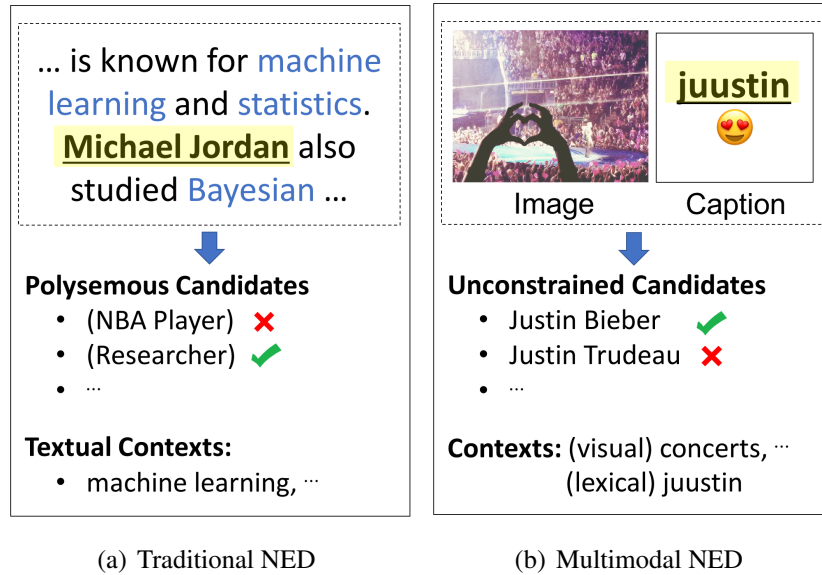 ... is known for machine
learning and statistics.
Michael Jordan also
studied Bayesian ...
Polysemous Candidates
• (NBA Player)
• (Researcher)
• ...
Textual Contexts:
• machine learning, ...
(a) Traditional NED
juustin
Image
Caption
Unconstrained Candidates
• Justin Bieber
• Justin Trudeau
• ...
Contexts: (visual) concerts, ...
(lexical) juustin
(b) Multimodal NED